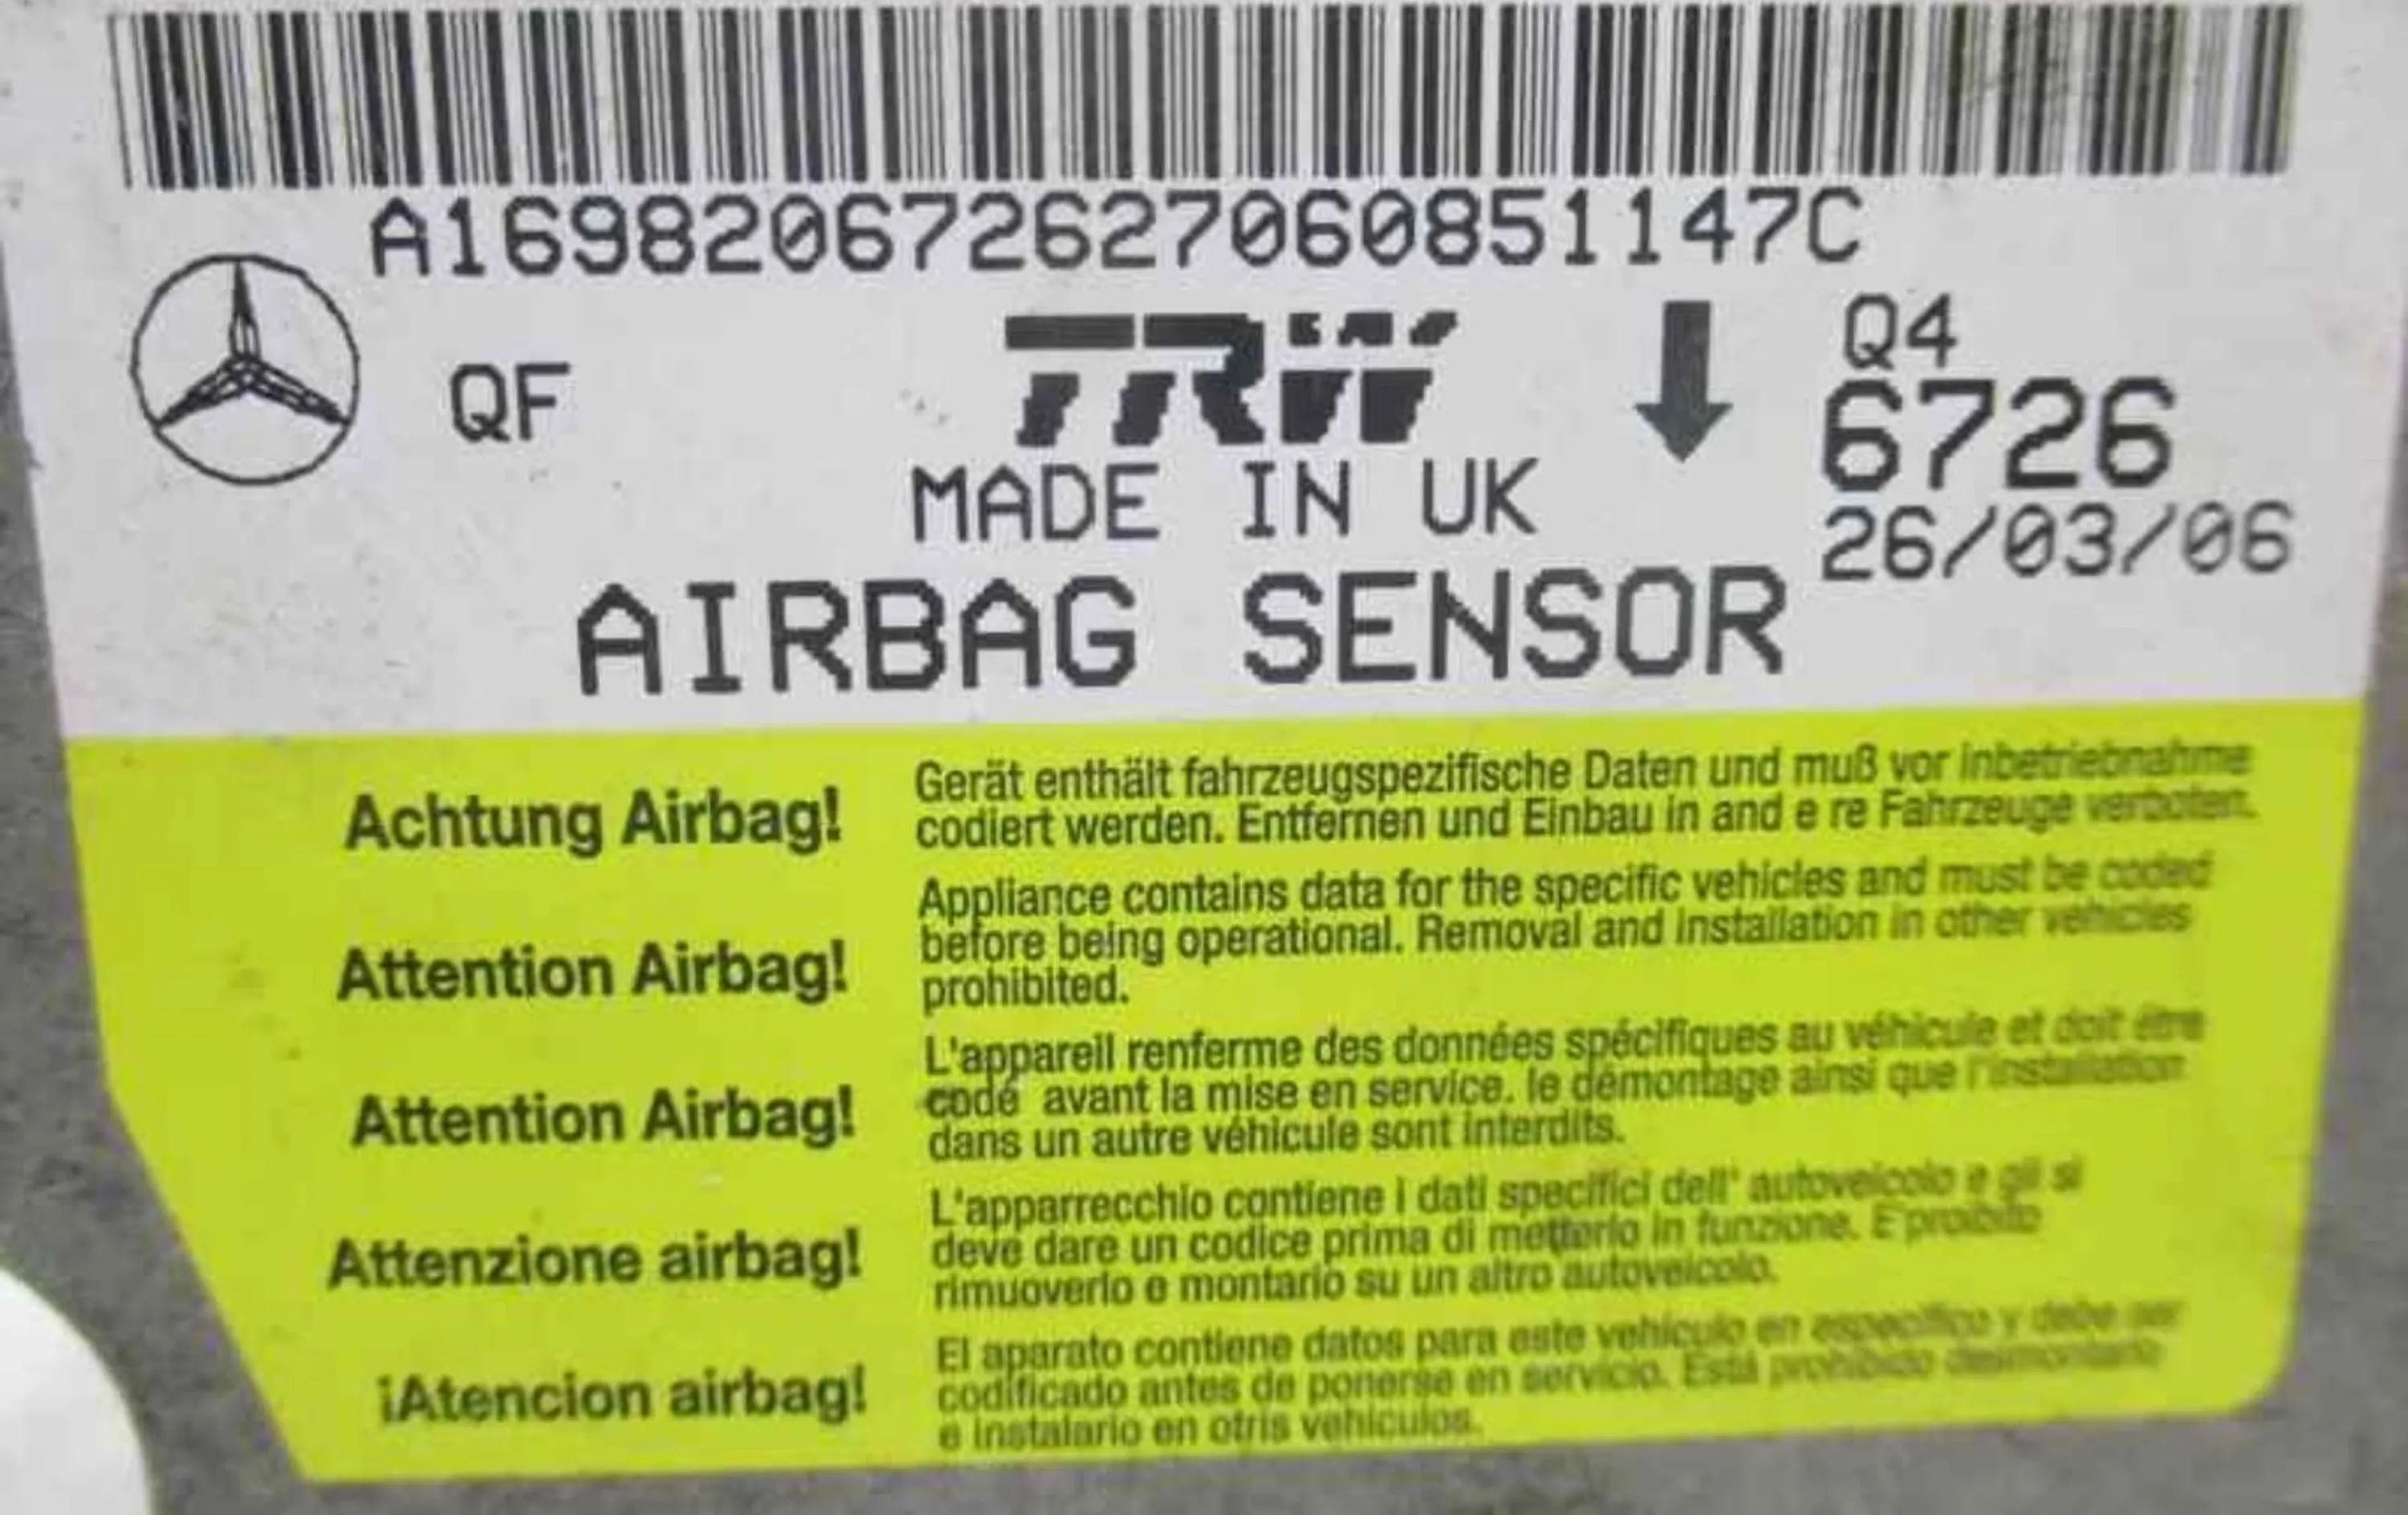 A169820672627060851147C
QF
TRW
Q4
6726
MADE IN UK
26/03/06
AIRBAG SENSOR
Achtung Airbag!
Gerät enthält fahrzeugspezifische Daten und muß vor Inbetriebnahme
codiert werden. Entfernen und Einbau in and e re Fahrzeuge verboten.
Attention Airbag!
Appliance contains data for the specific vehicles and must be coded
before being operational. Removal and installation in other vehicles
prohibited.
Attention Airbag!
L'appareil renferme des données spécifiques au véhicule et doit être
codé avant la mise en service. le démontage ainsi que l'installation
dans un autre véhicule sont interdits.
Attenzione airbag!
L'apparrecchio contiene i dati specifici dell' autoveicolo e gli si
deve dare un codice prima di metterlo in funzione. E'proibito
rimuoverlo e montarlo su un altro autoveicolo.
¡Atencion airbag!
El aparato contiene datos para este vehículo en específico y debe ser
codificado antes de ponerse en servicio. Está prohibido desmontarlo
e instalarlo en otris vehículos.